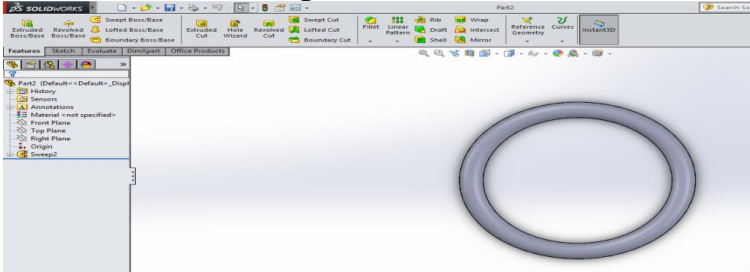 SOLIDWORKS
Part2
Search So
Extruded Boss/Base
Revolved Boss/Base
Swept Boss/Base
Lofted Boss/Base
Boundary Boss/Base
Extruded Cut
Hole Wizard
Revolved Cut
Swept Cut
Lofted Cut
Boundary Cut
Fillet
Linear Pattern
Rib
Draft
Shell
Wrap
Intersect
Mirror
Reference Geometry
Curves
Instant3D
Features Sketch Evaluate DimXpert Office Products
Part2 (Default<<Default>_Displ
History
Sensors
Annotations
Material <not specified>
Front Plane
Top Plane
Right Plane
Origin
Sweep2